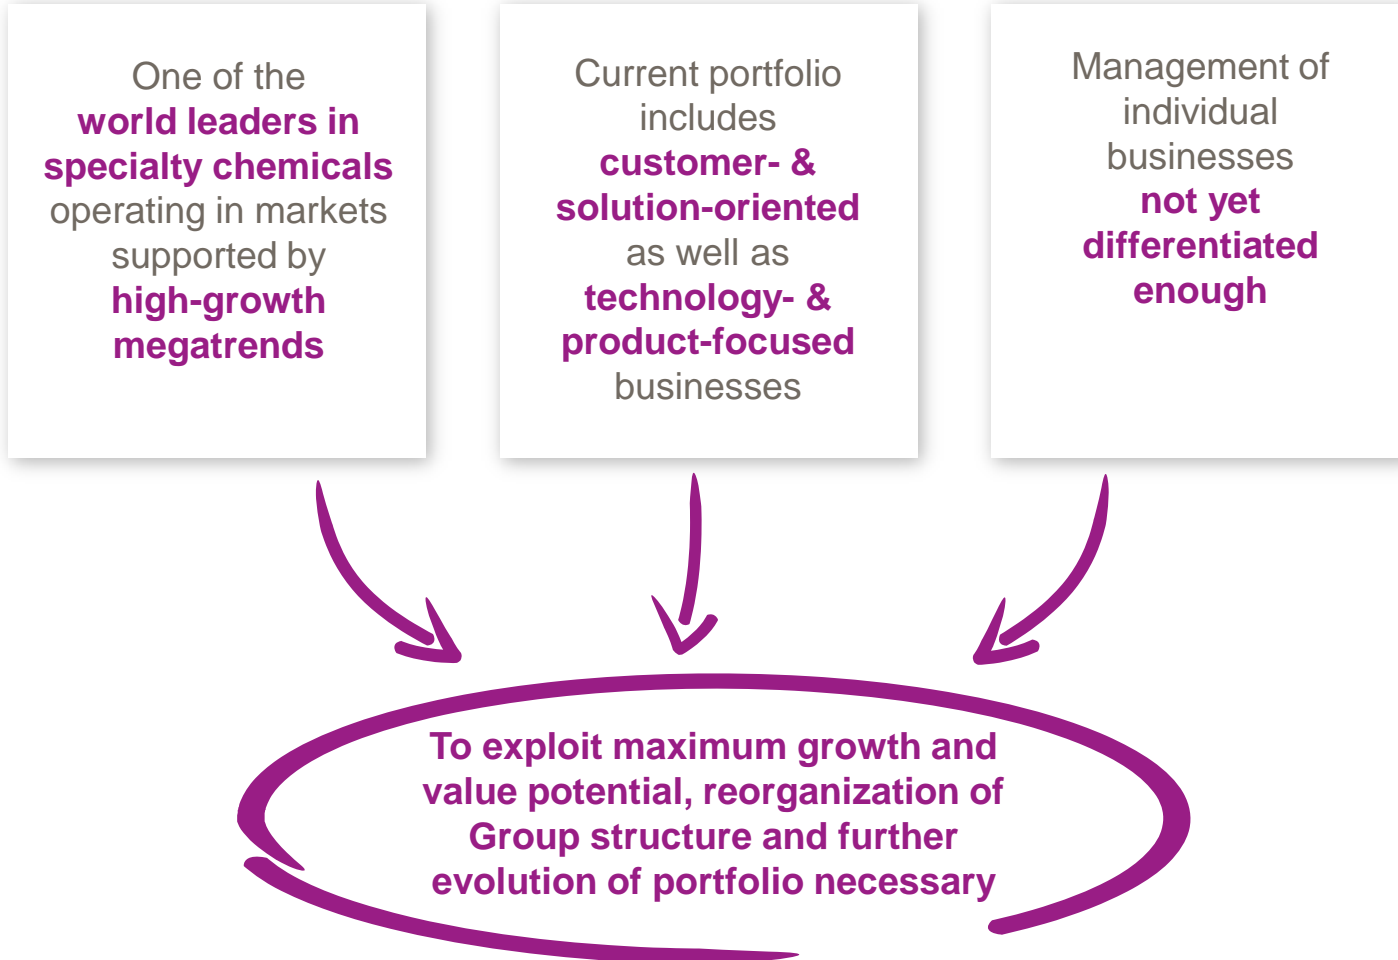 One of the
world leaders in
specialty chemicals
operating in markets
supported by
high-growth
megatrends
Current portfolio
includes
customer- &
solution-oriented
as well as
technology- &
product-focused
businesses
Management of
individual
businesses
not yet
differentiated
enough
To exploit maximum growth and
value potential, reorganization of
Group structure and further
evolution of portfolio necessary